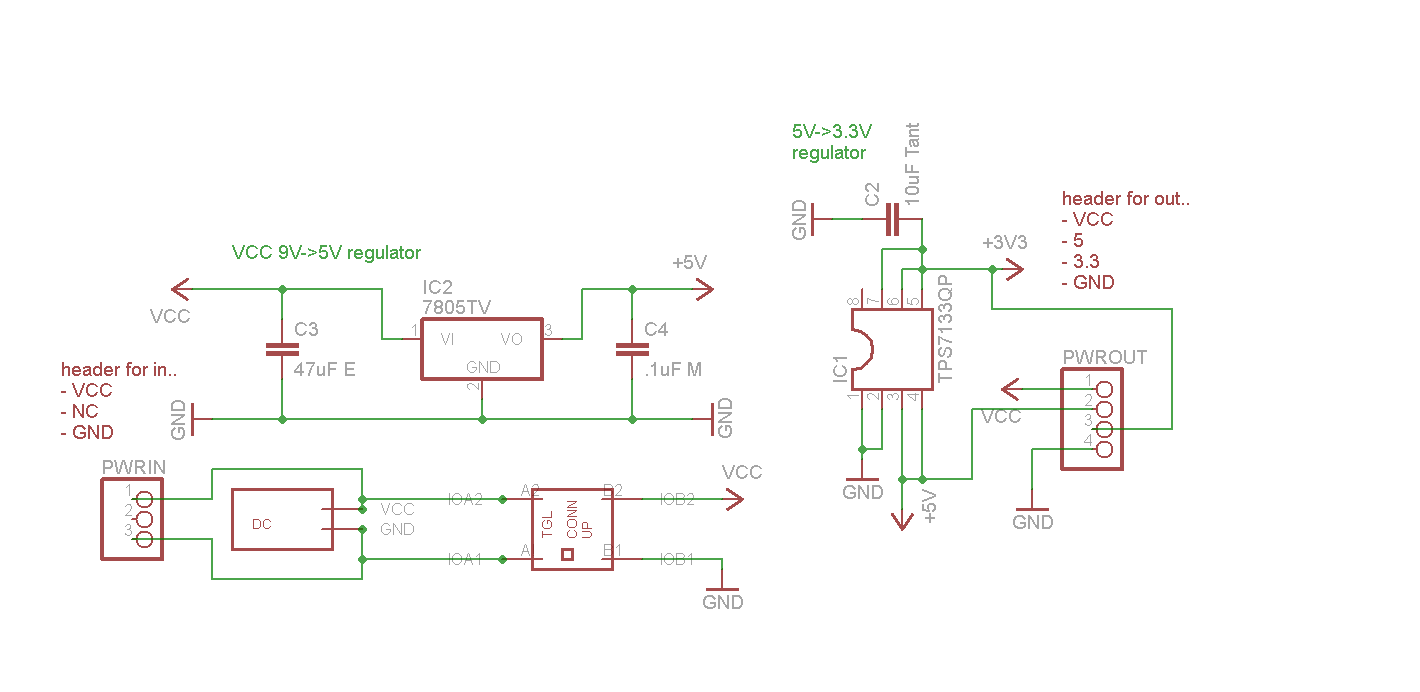 5V->3.3V
regulator
C2
10uF Tant
GND
header for out..
- VCC
- 5
- 3.3
- GND
+3V3
VCC 9V->5V regulator
IC2
7805TV
+5V
VCC
1
VI
VO
3
GND
2
C3
47uF E
C4
.1uF M
GND
GND
8
7
6
5
IC1
TPS7133QP
1
2
3
4
GND
+5V
PWROUT
VCC
1
2
3
4
GND
header for in..
- VCC
- NC
- GND
PWRIN
1
2
3
DC
VCC
GND
IOA2
IOA1
A2
TGL
CONN
UP
B1
IOB2
IOB1
VCC
GND